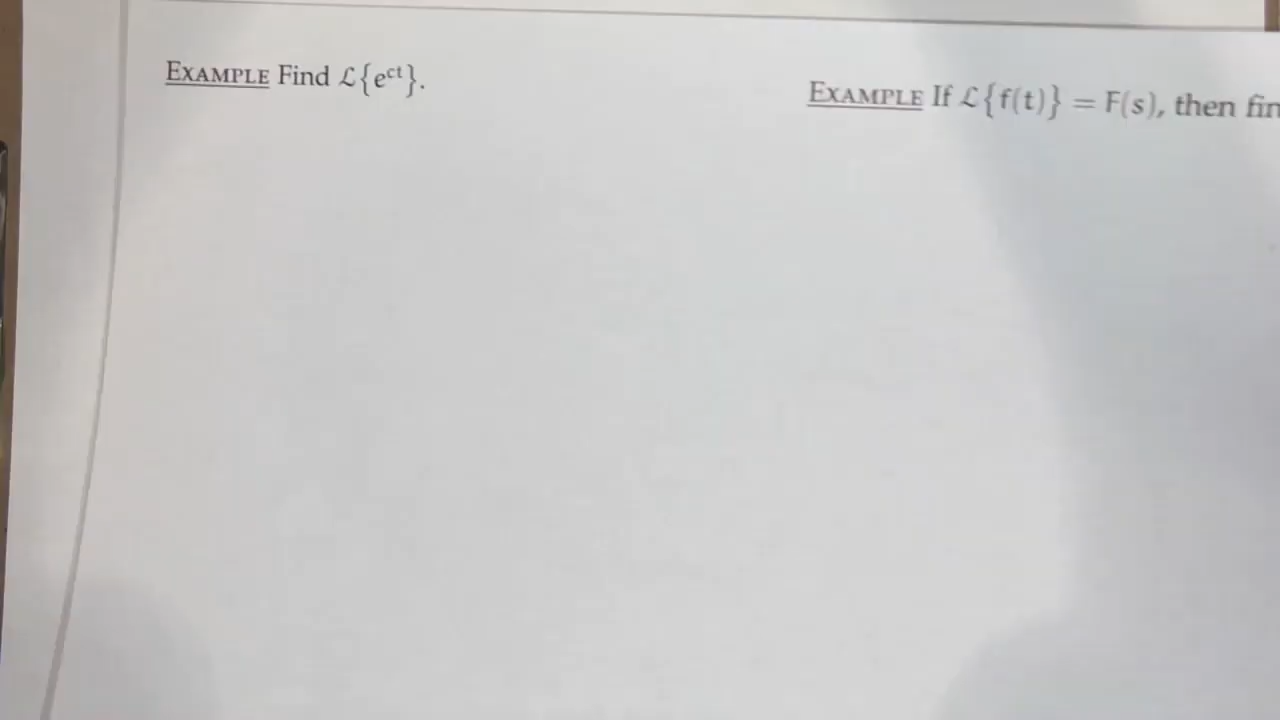 EXAMPLE Find ℒ{e^{ct}}.
EXAMPLE If ℒ{f(t)} = F(s), then